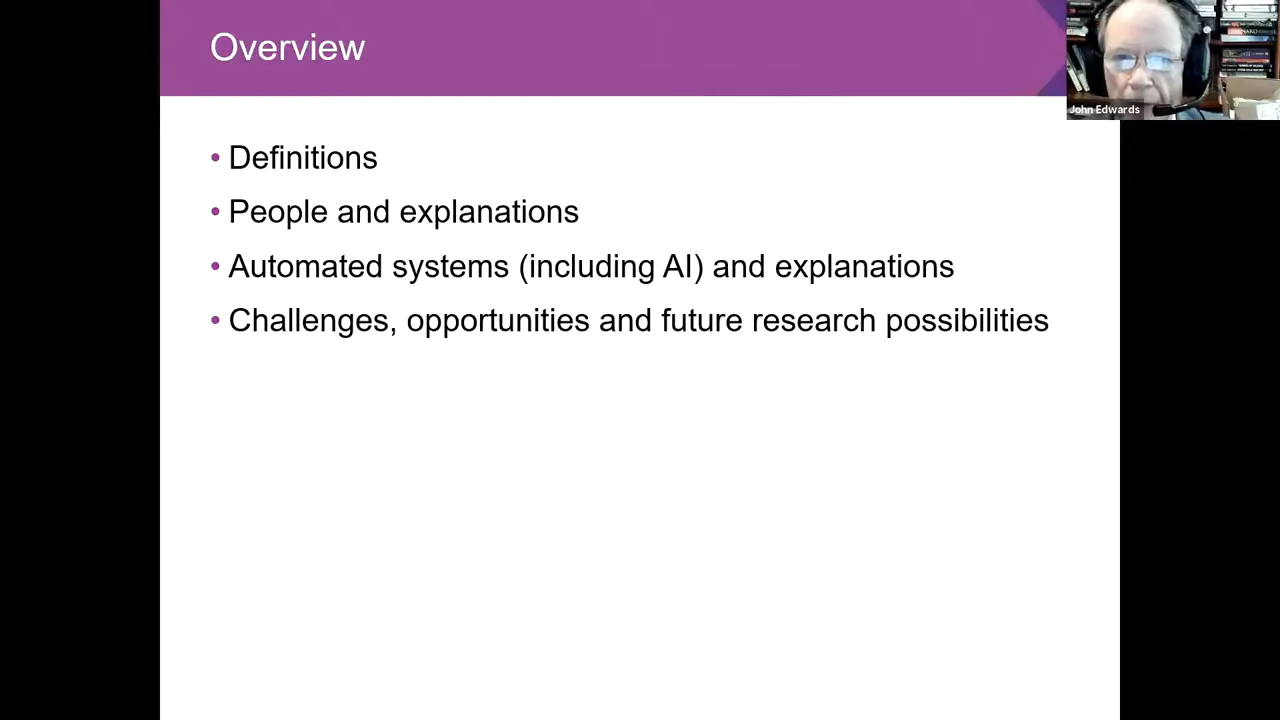 Overview
John Edwards
• Definitions
• People and explanations
• Automated systems (including AI) and explanations
• Challenges, opportunities and future research possibilities